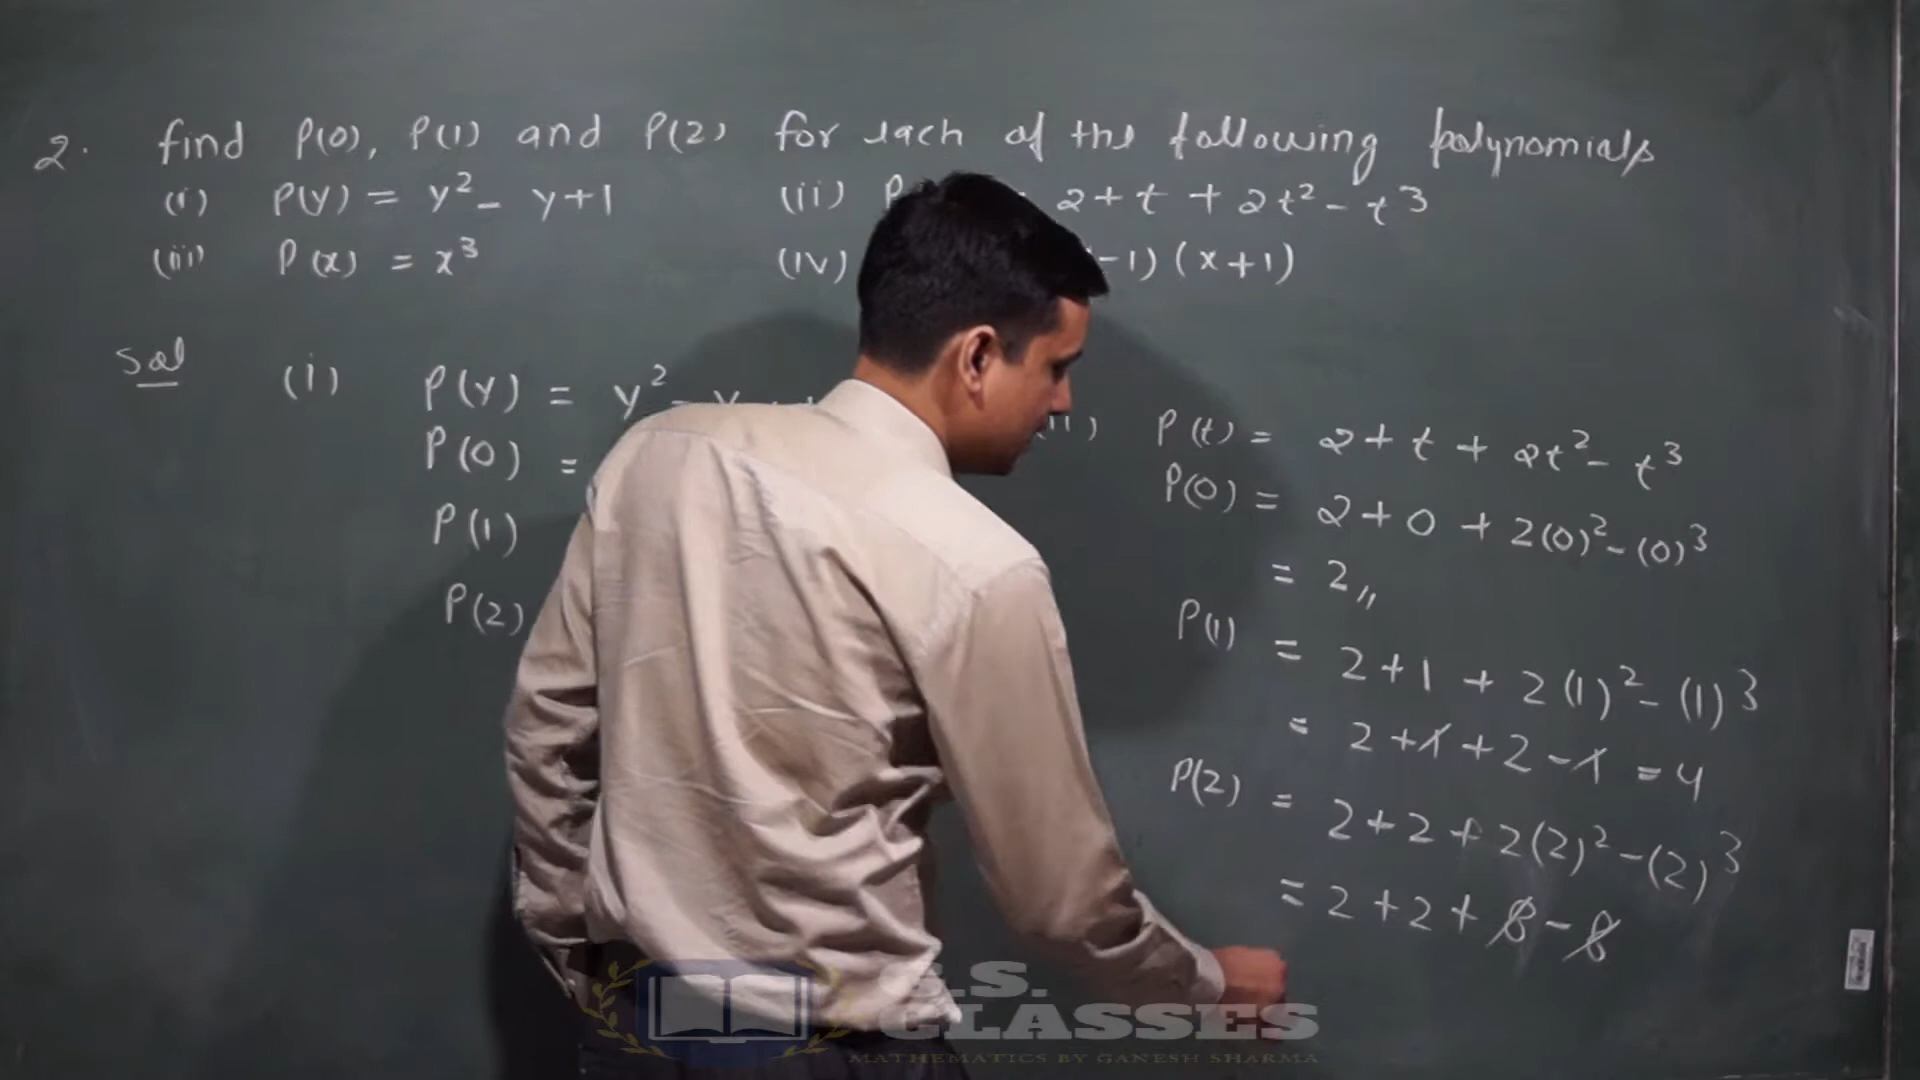 2. find P(0), P(1) and P(2) for each of the following polynomials
(i) P(y) = y² - y+1 (ii) P = 2+t + 2t² - t³
(iii) P(x) = x³ (iv) -1) (x+1)
Sol (i) P(y) = y² - y
P(0) =
P(1)
P(2)
(ii) P(t) = 2+t + 2t² - t³
P(0) = 2+0 + 2(0)² - (0)³
= 2,,
P(1) = 2+1 + 2(1)² - (1)³
= 2+1+2-1 = 4
P(2) = 2+2+2(2)² - (2)³
= 2+2+8-8
.S.
CLASSES
MATHEMATICS BY GANESH SHARMA